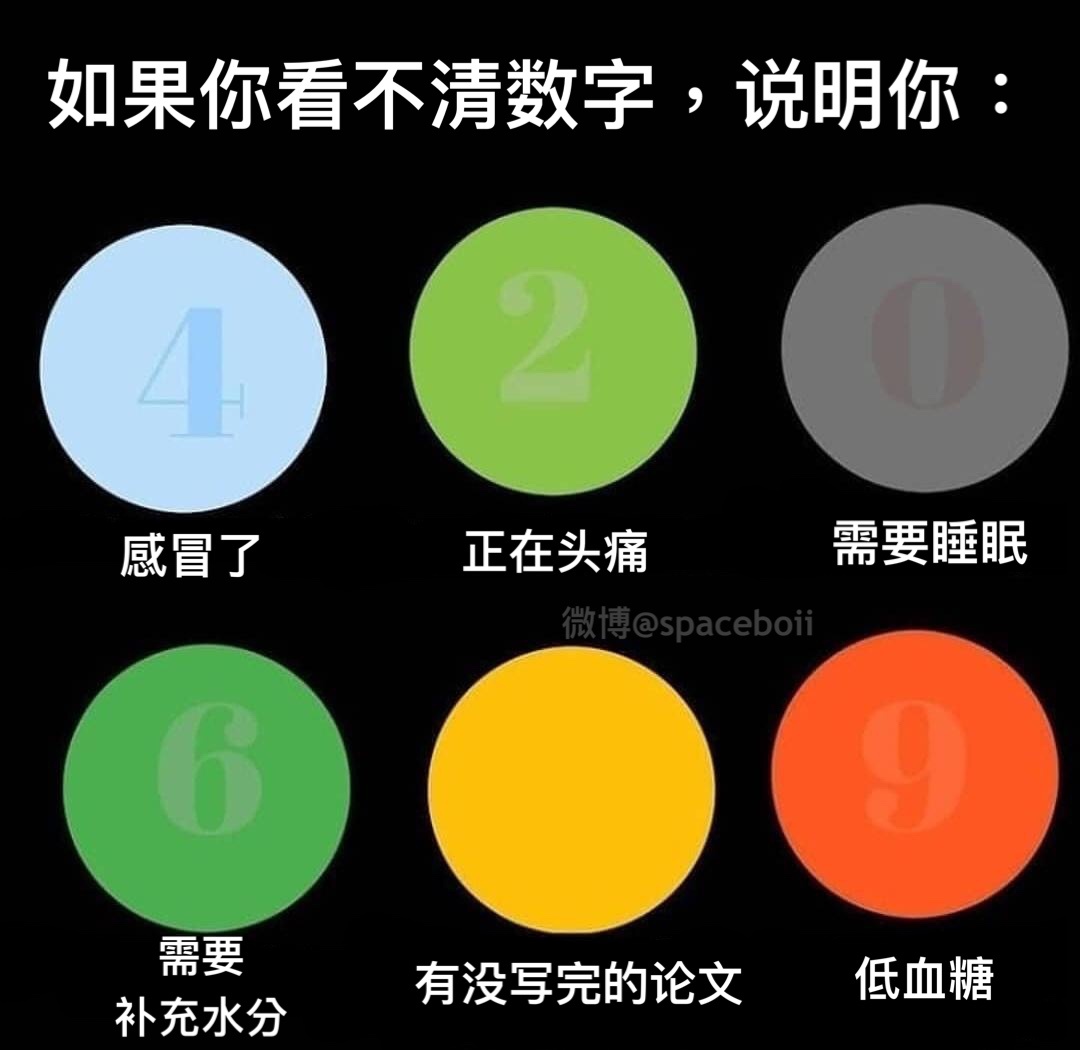 如果你看不清数字，说明你：
4
2
0
感冒了
正在头痛
需要睡眠
微博@spaceboii
6
9
需要
补充水分
有没写完的论文
低血糖